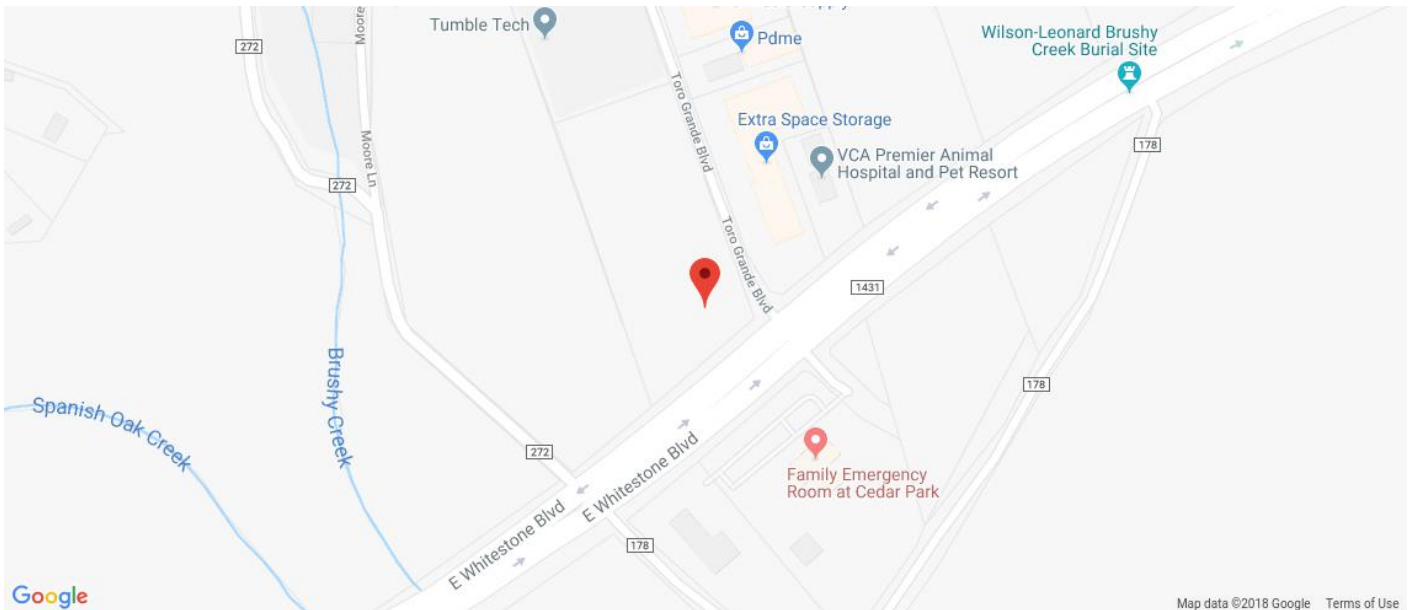 Tumble Tech
Pdme
Wilson-Leonard Brushy
Creek Burial Site
272
Moore
Toro Grande Blvd
Extra Space Storage
Moore Ln
178
VCA Premier Animal
Hospital and Pet Resort
272
Toro Grande Blvd
1431
Brushy Creek
178
Spanish Oak Creek
272
E Whitestone Blvd
Family Emergency
Room at Cedar Park
E Whitestone Blvd
178
Google
Map data ©2018 Google Terms of Use